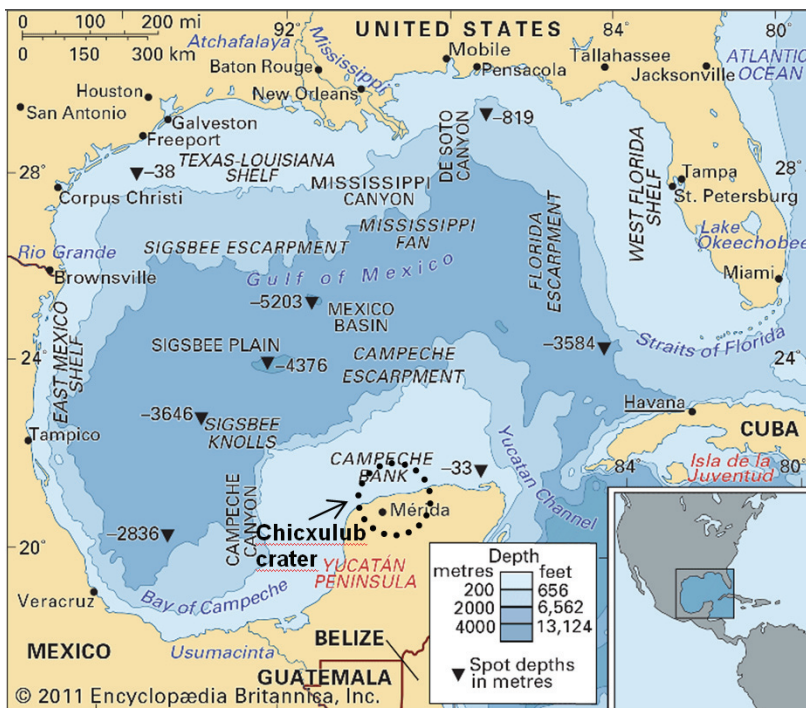 0 100 200 mi
0 150 300 km
92
UNITED STATES
84
80
Atchafalaya
Mississippi
Mobile
Tallahassee
ATLANTIC
OCEAN
Baton Rouge
Pensacola
Jacksonville
Houston
New Orleans
San Antonio
Galveston
Freeport
-819
DE SOTO
CANYON
28
-38
TEXAS-LOUISIANA
SHELF
WEST FLORIDA
SHELF
Tampa
28
St. Petersburg
Corpus Christi
MISSISSIPPI
CANYON
MISSISSIPPI
FAN
Lake
Okeechobee
Rio Grande
SIGSBEE ESCARPMENT
FLORIDA
ESCARPMENT
Gulf of Mexico
Brownsville
Miami
-5203
MEXICO
BASIN
EAST MEXICO
SHELF
SIGSBEE PLAIN
-4376
CAMPECHE
ESCARPMENT
-3584
Straits of Florida
24
24
-3646
SIGSBEE
KNOLLS
Havana
Tampico
CUBA
CAMPECHE
BANK
-33
Yucatan Channel
84
Isla de la
Juventud
80
CAMPECHE
CANYON
Mérida
Chicxulub
crater
-2836
20
YUCATÁN
PENINSULA
Veracruz
Bay of Campeche
MEXICO
Usumacinta
BELIZE
GUATEMALA
Depth
metres feet
200 656
2000 6,562
4000 13,124
Spot depths
in metres
© 2011 Encyclopædia Britannica, Inc.